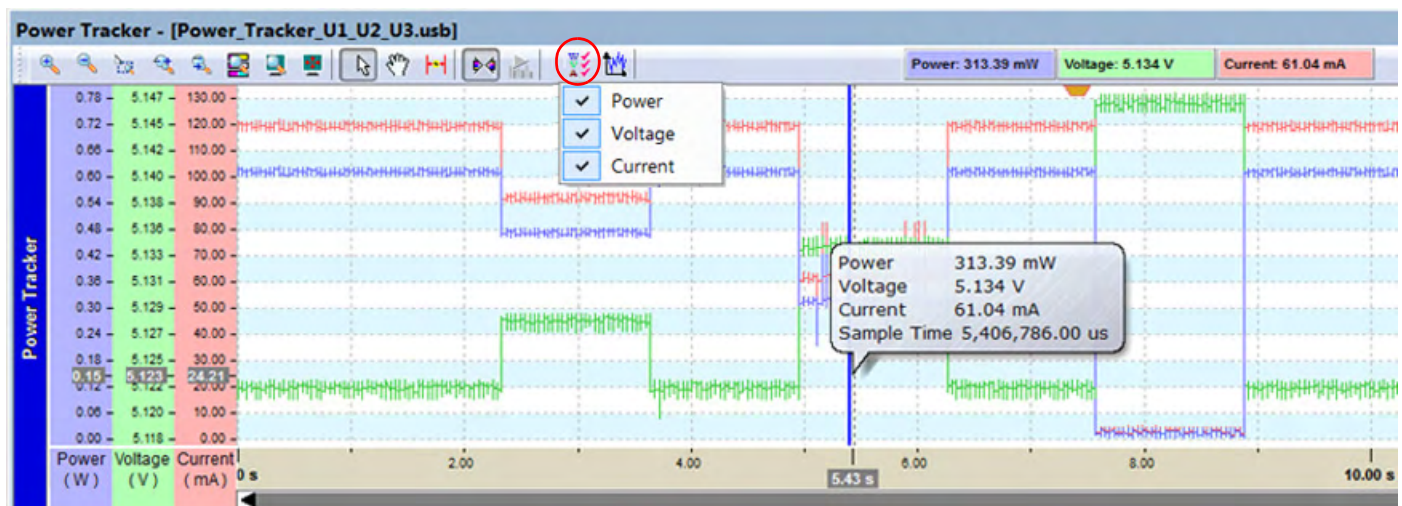 Power Tracker - [Power_Tracker_U1_U2_U3.usb]
Power: 313.39 mW Voltage: 5.134 V Current: 61.04 mA
Power
Voltage
Current
0.78 5.147 130.00
0.72 5.145 120.00
0.66 5.142 110.00
0.60 5.140 100.00
0.54 5.138 90.00
0.48 5.136 80.00
0.42 5.133 70.00
0.36 5.131 60.00
0.30 5.129 50.00
0.24 5.127 40.00
0.18 5.125 30.00
0.15 5.123 24.21
0.12 5.122 20.00
0.06 5.120 10.00
0.00 5.118 0.00
Power Tracker
Power 313.39 mW
Voltage 5.134 V
Current 61.04 mA
Sample Time 5,406,786.00 us
Power Voltage Current
(W) (V) (mA)
0 s 2.00 4.00 5.43 s 6.00 8.00 10.00 s